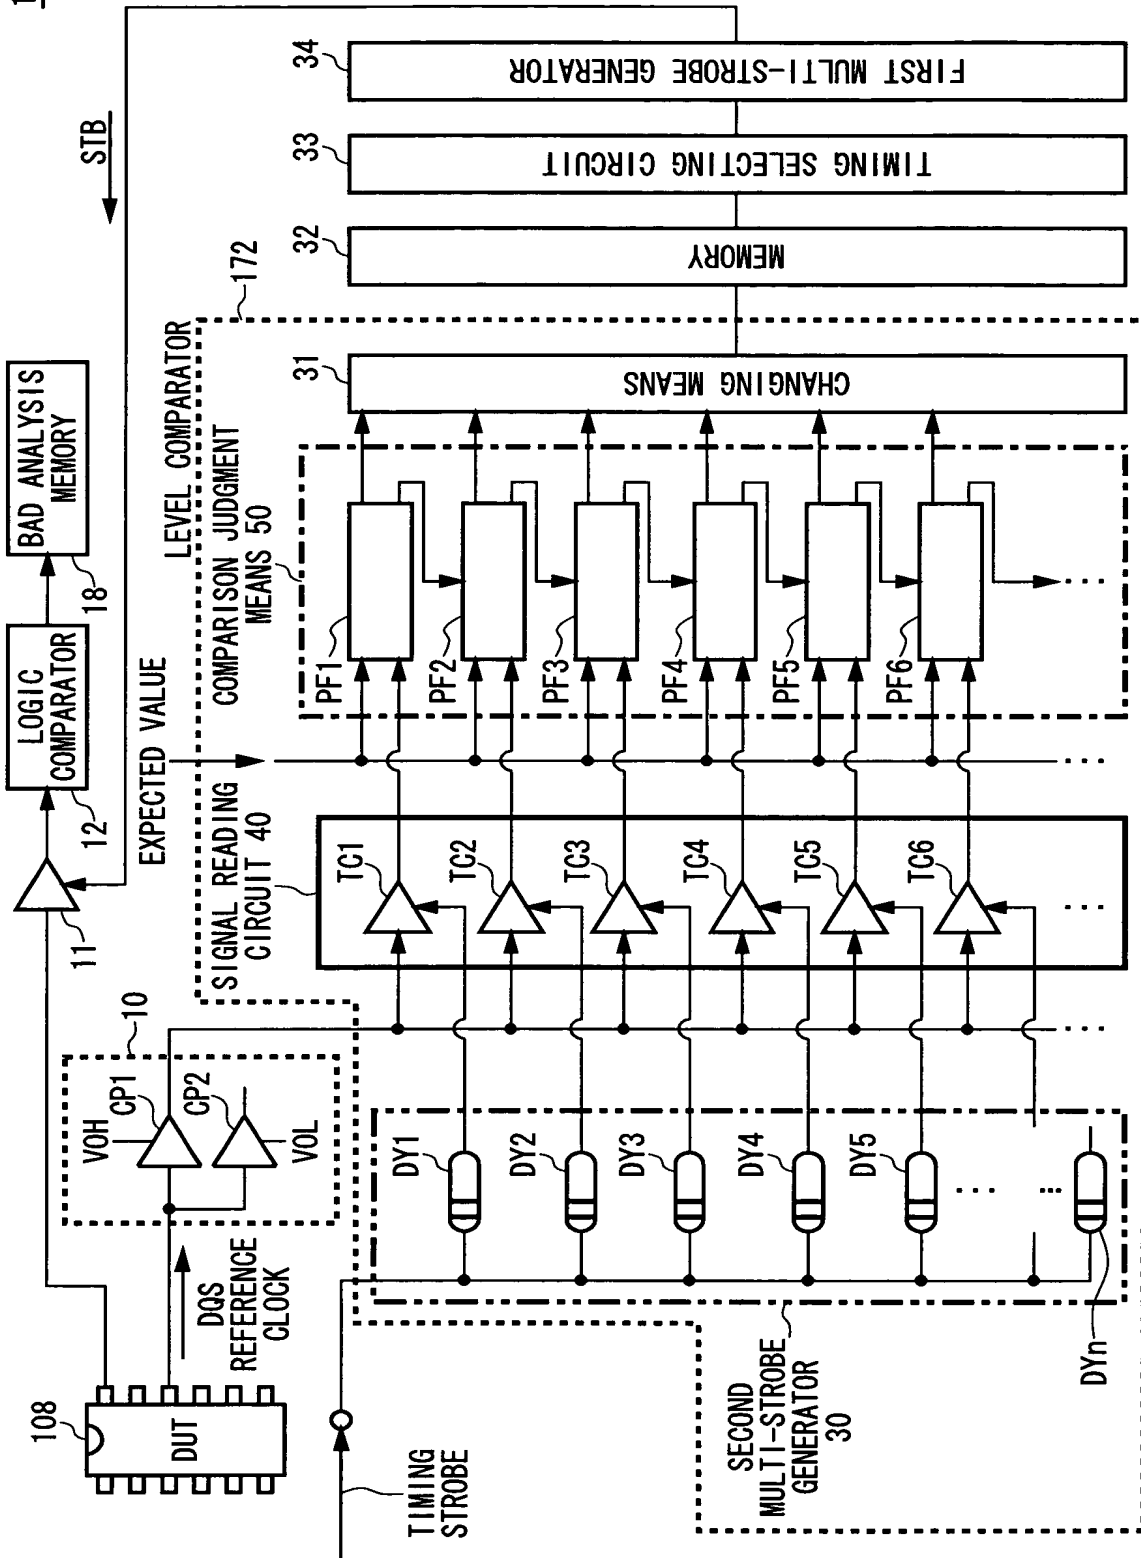 108
DUT
DQS
REFERENCE
CLOCK
TIMING
STROBE
10
VOH
CP1
CP2
VOL
11
12
LOGIC
COMPARATOR
18
BAD ANALYSIS
MEMORY
STB
EXPECTED VALUE
LEVEL COMPARATOR
172
SIGNAL READING
CIRCUIT 40
COMPARISON JUDGMENT
MEANS 50
SECOND
MULTI-STROBE
GENERATOR
30
DY1
DY2
DY3
DY4
DY5
DYn
TC1
TC2
TC3
TC4
TC5
TC6
PF1
PF2
PF3
PF4
PF5
PF6
31
CHANGING MEANS
32
MEMORY
33
TIMING SELECTING CIRCUIT
34
FIRST MULTI-STROBE GENERATOR